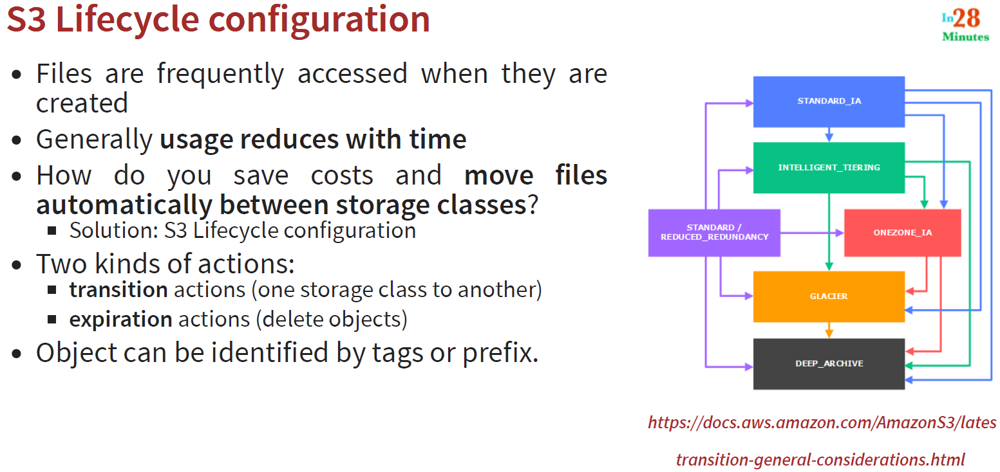 S3 Lifecycle configuration
In28
Minutes
• Files are frequently accessed when they are
created
• Generally usage reduces with time
• How do you save costs and move files
automatically between storage classes?
▪ Solution: S3 Lifecycle configuration
• Two kinds of actions:
▪ transition actions (one storage class to another)
▪ expiration actions (delete objects)
• Object can be identified by tags or prefix.
STANDARD_IA
INTELLIGENT_TIERING
STANDARD /
REDUCED_REDUNDANCY
ONEZONE_IA
GLACIER
DEEP_ARCHIVE
https://docs.aws.amazon.com/AmazonS3/lates
transition-general-considerations.html